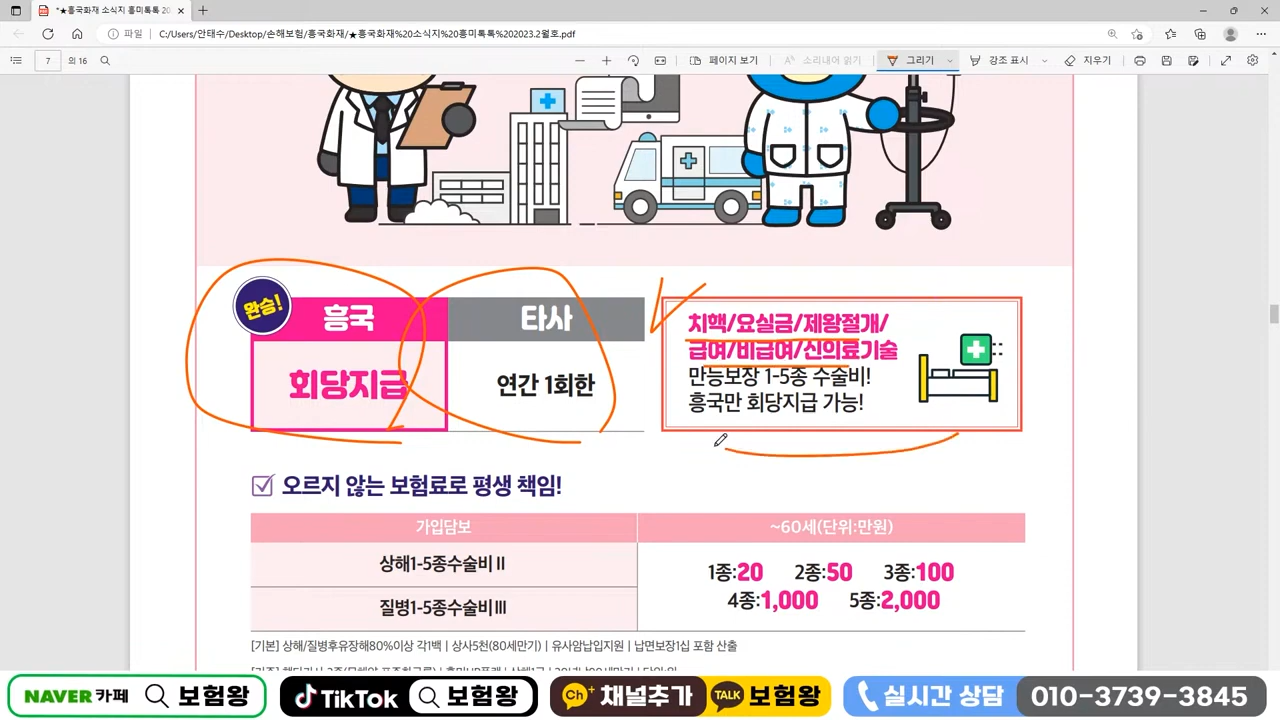 *★흥국화재 소식지 흥미톡톡 20
파일
C:/Users/안태수/Desktop/손해보험/흥국화재/★흥국화재%20소식지%20흥미톡톡%202023.2월호.pdf
7 의 16
페이지 보기
소리내어 읽기
그리기
강조 표시
지우기
완승!
흥국
타사
회당지급
연간 1회한
치핵/요실금/제왕절개/
급여/비급여/신의료기술
만능보장 1-5종 수술비!
흥국만 회당지급 가능!
오르지 않는 보험료로 평생 책임!
가입담보
~60세(단위:만원)
상해1-5종수술비Ⅱ
질병1-5종수술비Ⅲ
1종:20 2종:50 3종:100
4종:1,000 5종:2,000
[기본] 상해/질병후유장해80%이상 각1백 | 상사5천(80세만기) | 유사암납입지원 | 납면보장1십 포함 산출
NAVER 카페 보험왕
TikTok 보험왕
Ch+ 채널추가 TALK 보험왕
실시간 상담 010-3739-3845